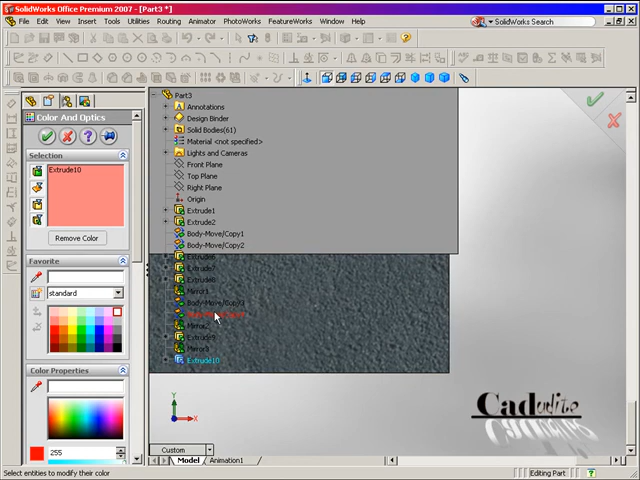 SolidWorks Office Premium 2007 - [Part3 *]
File Edit Insert Tools Utilities Routing Animator PhotoWorks FeatureWorks Window Help
SolidWorks Search
Color And Optics
Selection
Extrude10
Remove Color
Favorite
standard
Color Properties
255
Part3
Annotations
Design Binder
Solid Bodies(61)
Material <not specified>
Lights and Cameras
Front Plane
Top Plane
Right Plane
Origin
Extrude1
Extrude2
Body-Move/Copy1
Body-Move/Copy2
Extrude6
Extrude7
Extrude8
Mirror1
Body-Move/Copy3
Mirror2
Extrude9
Mirror3
Extrude10
Y
X
Custom
Model Animation1
Cadudite
Select entities to modify their color
Editing Part